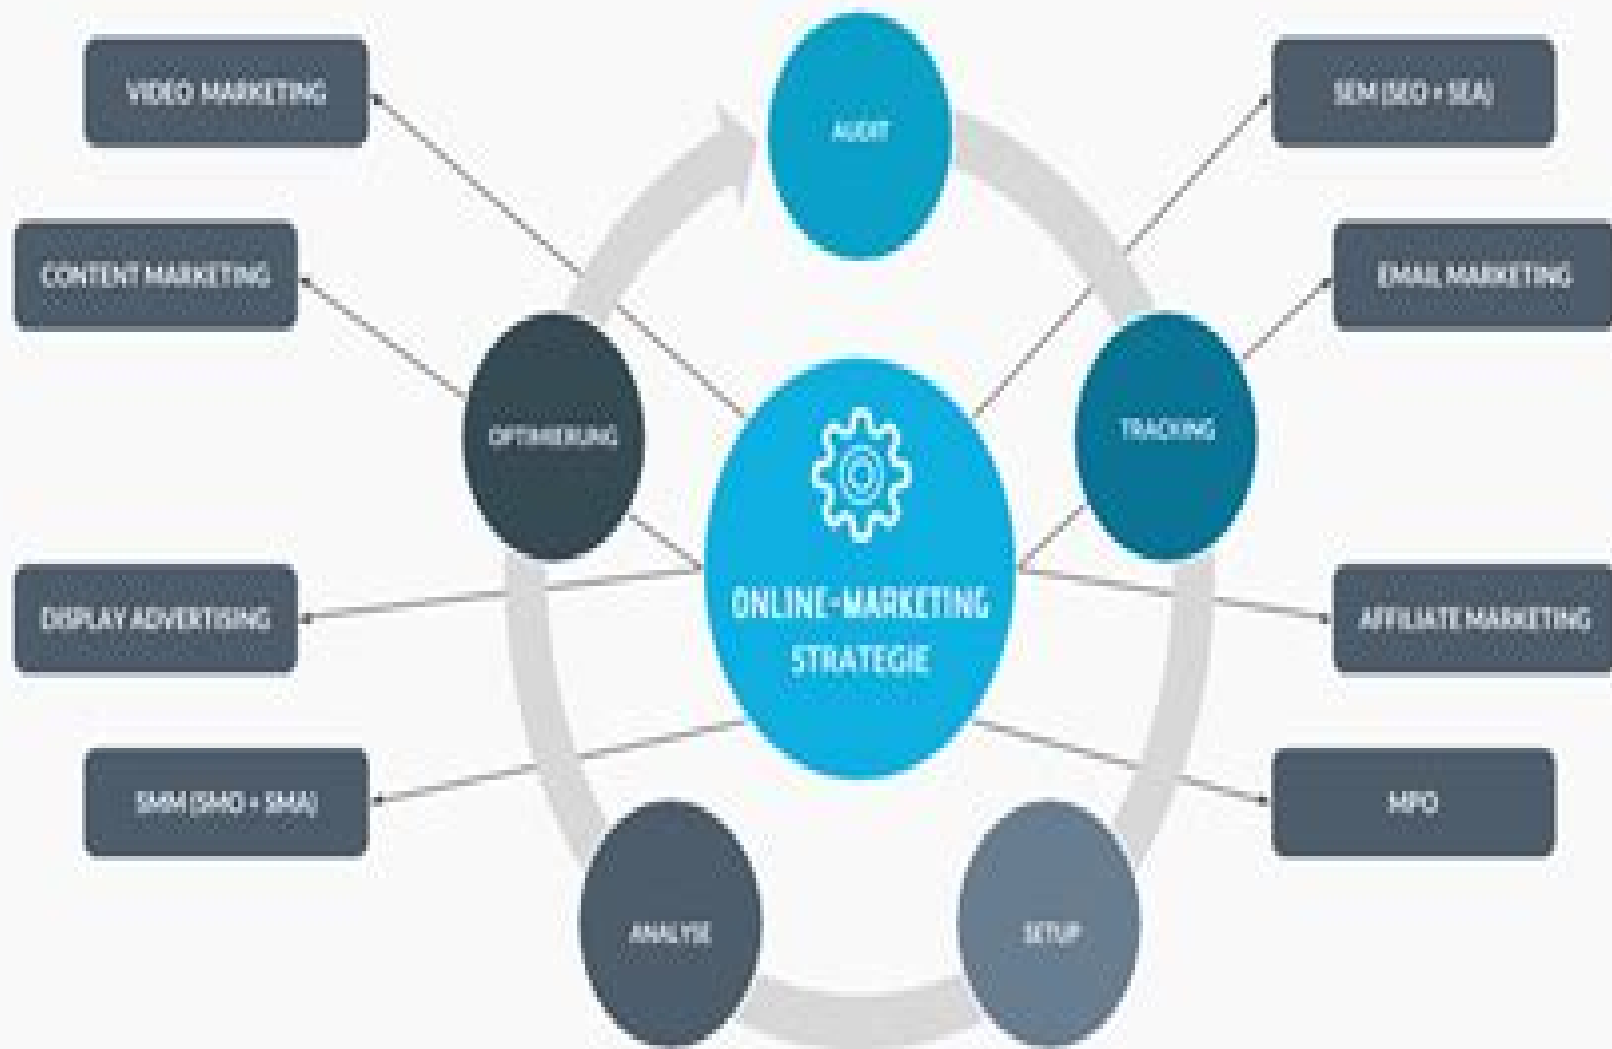 AUDIT
VIDEO MARKETING
SEM (SEO + SEA)
CONTENT MARKETING
EMAIL MARKETING
OPTIMIERUNG
TRACKING
ONLINE-MARKETING
STRATEGIE
DISPLAY ADVERTISING
AFFILIATE MARKETING
SMM (SMO + SMA)
MPO
ANALYSE
SETUP